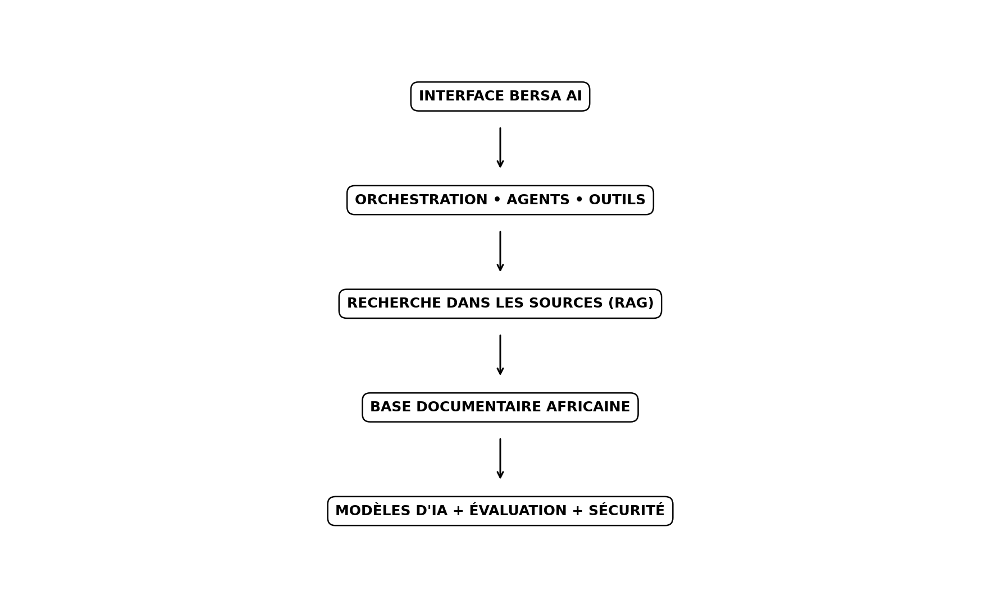 INTERFACE BERSA AI
ORCHESTRATION • AGENTS • OUTILS
RECHERCHE DANS LES SOURCES (RAG)
BASE DOCUMENTAIRE AFRICAINE
MODÈLES D'IA + ÉVALUATION + SÉCURITÉ